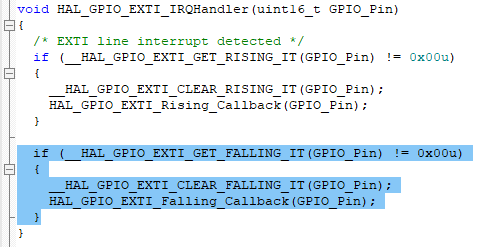 void HAL_GPIO_EXTI_IRQHandler(uint16_t GPIO_Pin)
{
/* EXTI line interrupt detected */
if (__HAL_GPIO_EXTI_GET_RISING_IT(GPIO_Pin) != 0x00u)
{
__HAL_GPIO_EXTI_CLEAR_RISING_IT(GPIO_Pin);
HAL_GPIO_EXTI_Rising_Callback(GPIO_Pin);
}
if (__HAL_GPIO_EXTI_GET_FALLING_IT(GPIO_Pin) != 0x00u)
{
__HAL_GPIO_EXTI_CLEAR_FALLING_IT(GPIO_Pin);
HAL_GPIO_EXTI_Falling_Callback(GPIO_Pin);
}
}